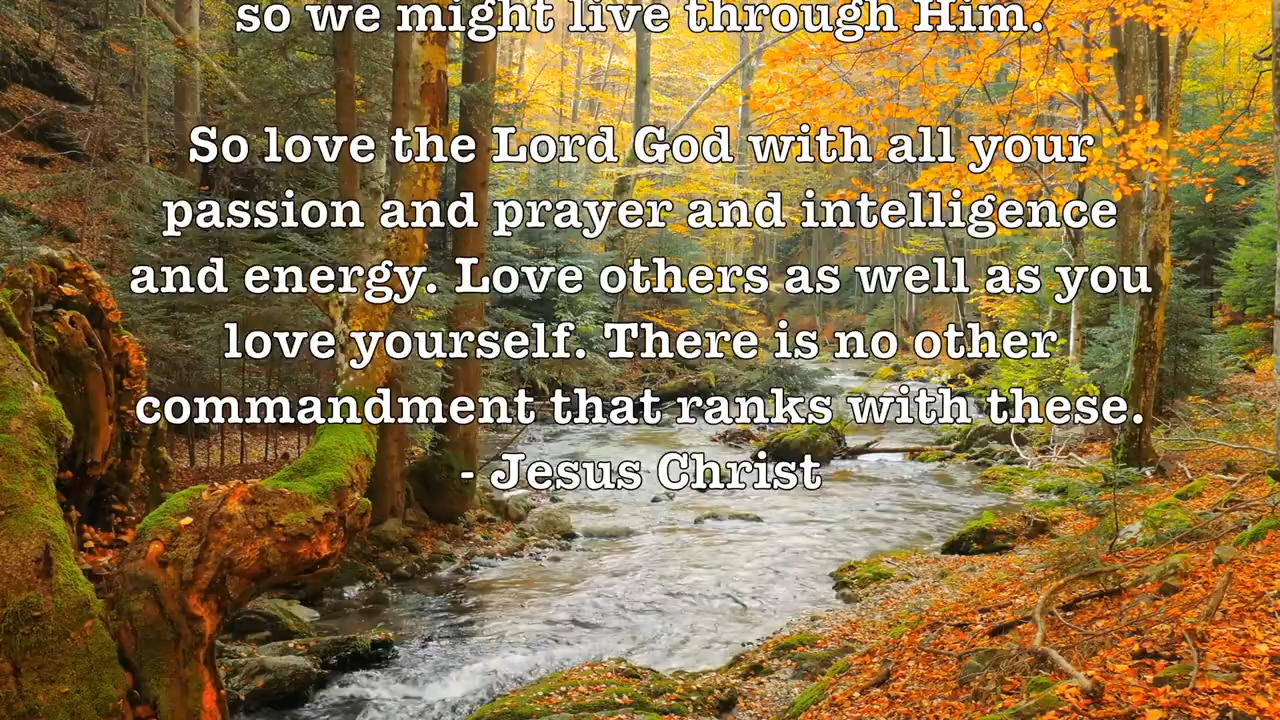 so we might live through Him.
So love the Lord God with all your
passion and prayer and intelligence
and energy. Love others as well as you
love yourself. There is no other
commandment that ranks with these.
- Jesus Christ